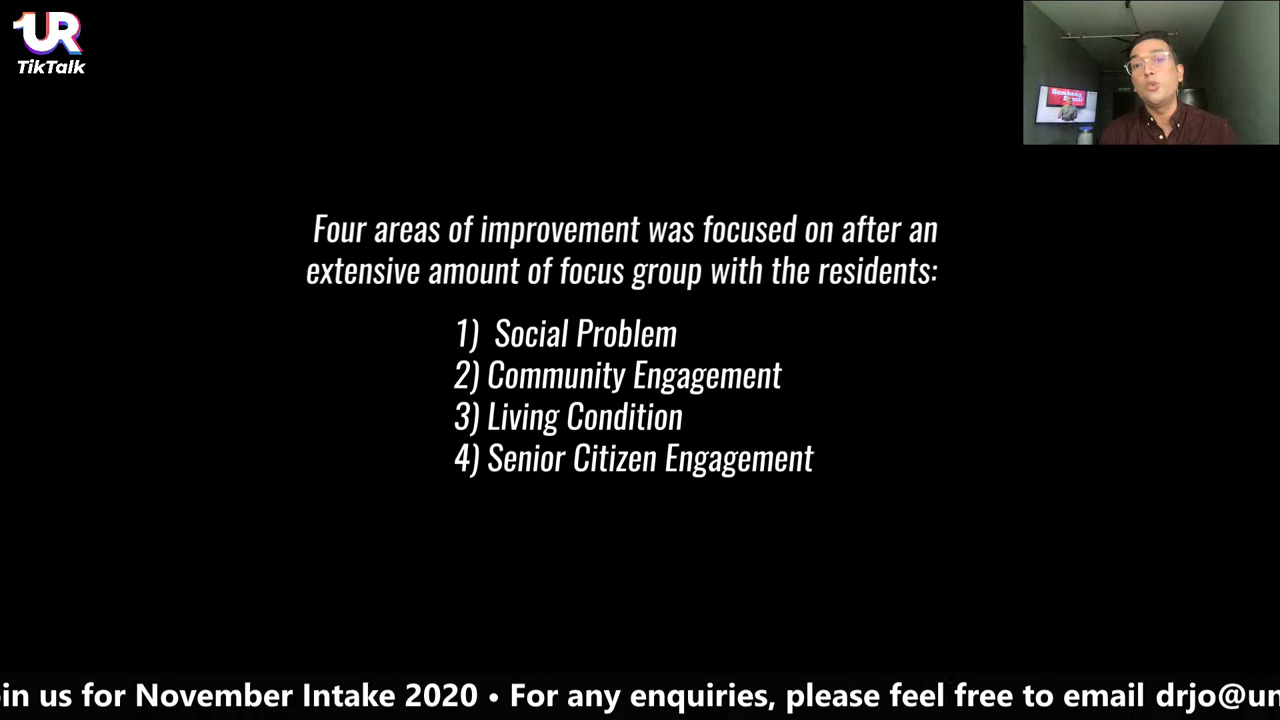 UR
TikTalk
Four areas of improvement was focused on after an
extensive amount of focus group with the residents:
1) Social Problem
2) Community Engagement
3) Living Condition
4) Senior Citizen Engagement
in us for November Intake 2020 • For any enquiries, please feel free to email